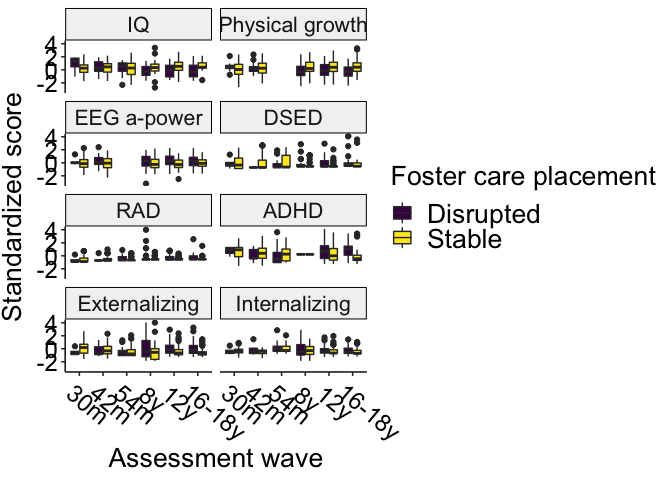 IQ
Physical growth
4
2
0
-2
EEG a-power
DSED
4
2
0
-2
RAD
ADHD
4
2
0
-2
Externalizing
Internalizing
4
2
0
-2
30m
42m
54m
8y
12y
16-18y
30m
42m
54m
8y
12y
16-18y
Standardized score
Assessment wave
Foster care placement
Disrupted
Stable